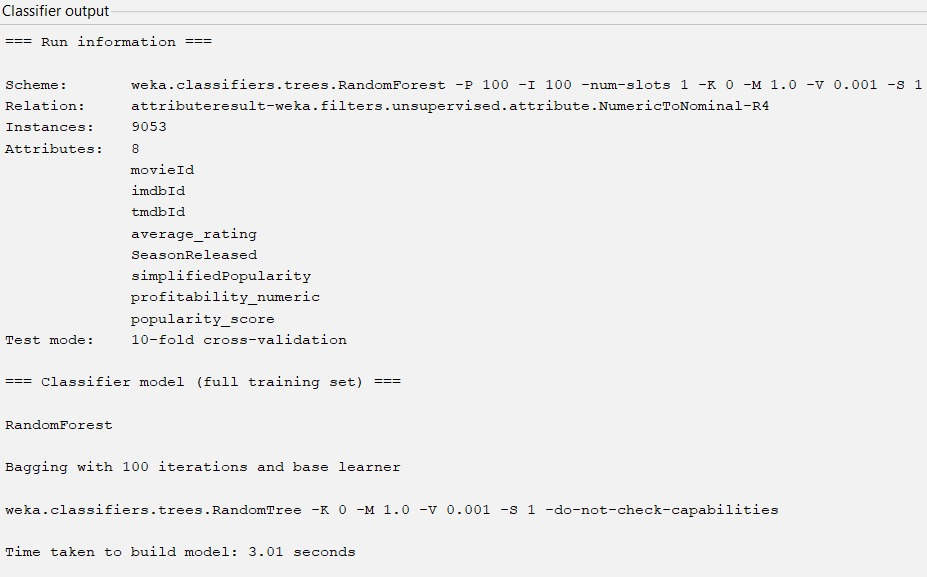 Classifier output
=== Run information ===
Scheme: weka.classifiers.trees.RandomForest -P 100 -I 100 -num-slots 1 -K 0 -M 1.0 -V 0.001 -S 1
Relation: attributeresult-weka.filters.unsupervised.attribute.NumericToNominal-R4
Instances: 9053
Attributes: 8
movieId
imdbId
tmdbId
average_rating
SeasonReleased
simplifiedPopularity
profitability_numeric
popularity_score
Test mode: 10-fold cross-validation
=== Classifier model (full training set) ===
RandomForest
Bagging with 100 iterations and base learner
weka.classifiers.trees.RandomTree -K 0 -M 1.0 -V 0.001 -S 1 -do-not-check-capabilities
Time taken to build model: 3.01 seconds